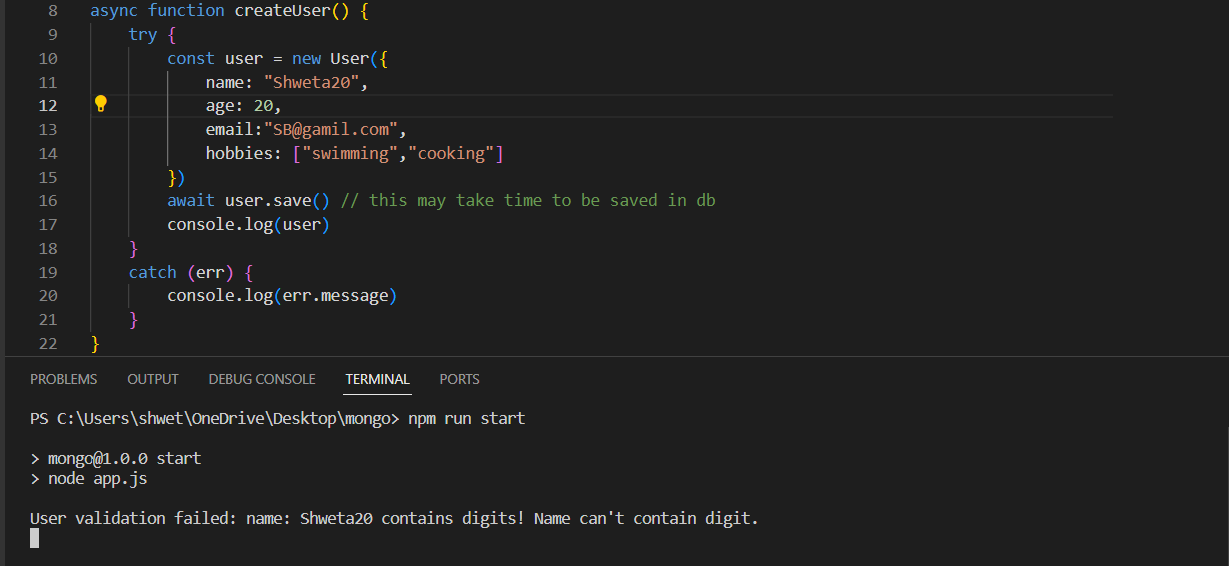 8 async function createUser() {
9 try {
10 const user = new User({
11 name: "Shweta20",
12 age: 20,
13 email:"SB@gamil.com",
14 hobbies: ["swimming","cooking"]
15 })
16 await user.save() // this may take time to be saved in db
17 console.log(user)
18 }
19 catch (err) {
20 console.log(err.message)
21 }
22 }
PROBLEMS OUTPUT DEBUG CONSOLE TERMINAL PORTS
PS C:\Users\shwet\OneDrive\Desktop\mongo> npm run start
> mongo@1.0.0 start
> node app.js
User validation failed: name: Shweta20 contains digits! Name can't contain digit.